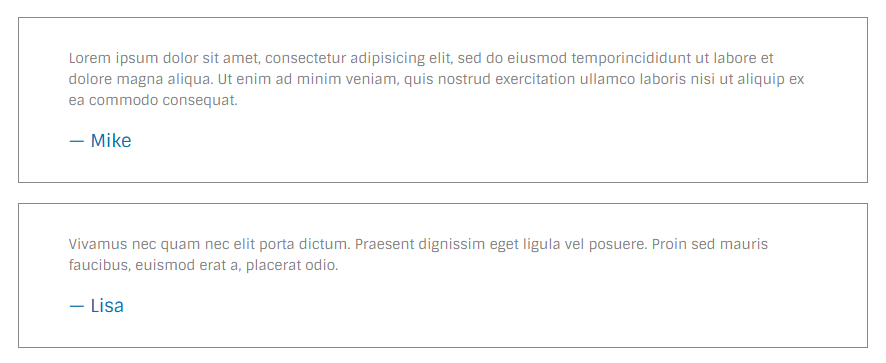 Lorem ipsum dolor sit amet, consectetur adipisicing elit, sed do eiusmod temporincididunt ut labore et
dolore magna aliqua. Ut enim ad minim veniam, quis nostrud exercitation ullamco laboris nisi ut aliquip ex
ea commodo consequat.
— Mike
Vivamus nec quam nec elit porta dictum. Praesent dignissim eget ligula vel posuere. Proin sed mauris
faucibus, euismod erat a, placerat odio.
— Lisa